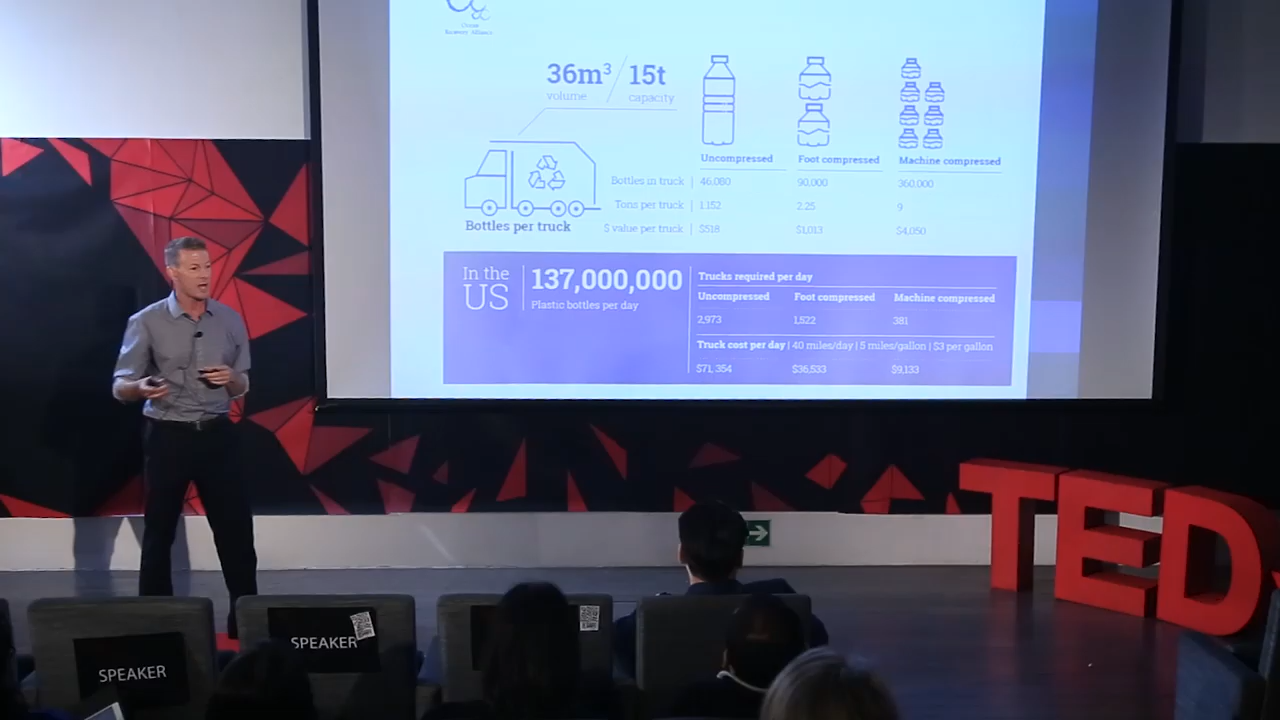 Ocean
Recovery Alliance
36m³ / 15t
volume capacity
Uncompressed Foot compressed Machine compressed
Bottles in truck | 46,080 90,000 360,000
Tons per truck | 1.152 2.25 9
Bottles per truck
$ value per truck | $518 $1,013 $4,050
In the
US
137,000,000
Plastic bottles per day
Trucks required per day
Uncompressed Foot compressed Machine compressed
2,973 1,522 381
Truck cost per day | 40 miles/day | 5 miles/gallon | $3 per gallon
$71,354 $36,533 $9,133
TED
SPEAKER
SPEAKER